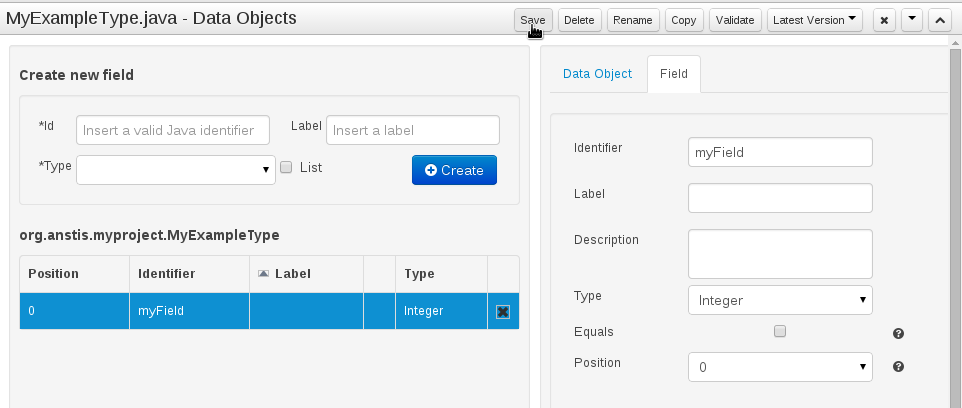 MyExampleType.java - Data Objects
Save Delete Rename Copy Validate Latest Version
Create new field
*Id Insert a valid Java identifier Label Insert a label
*Type List Create
org.anstis.myproject.MyExampleType
Position Identifier Label Type
0 myField Integer
Data Object Field
Identifier myField
Label
Description
Type Integer
Equals
Position 0